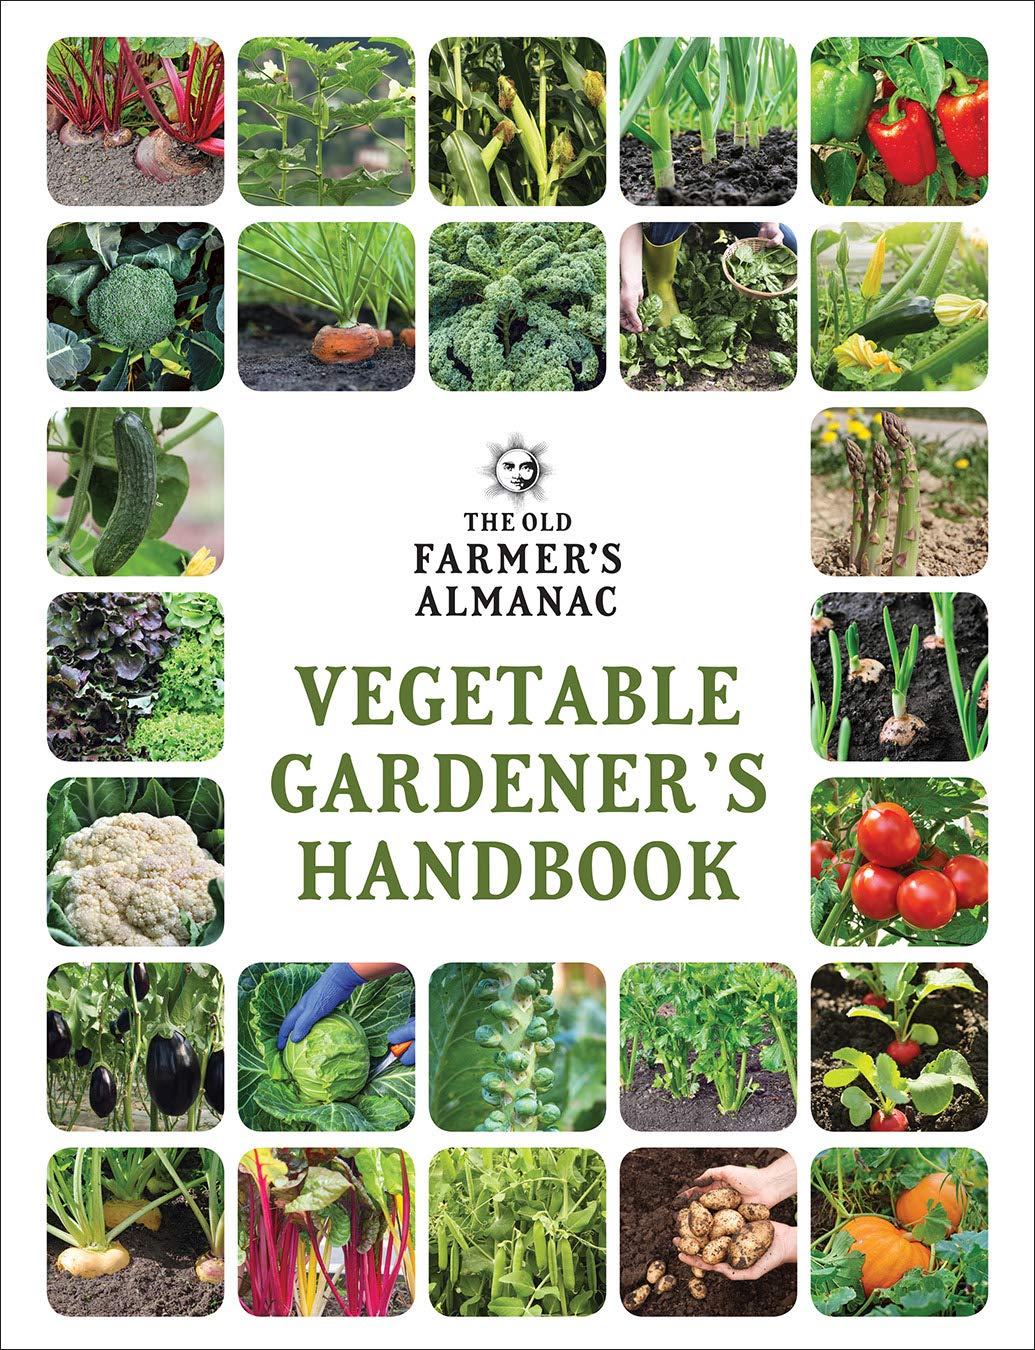 THE OLD
FARMER'S
ALMANAC
VEGETABLE
GARDENER'S
HANDBOOK